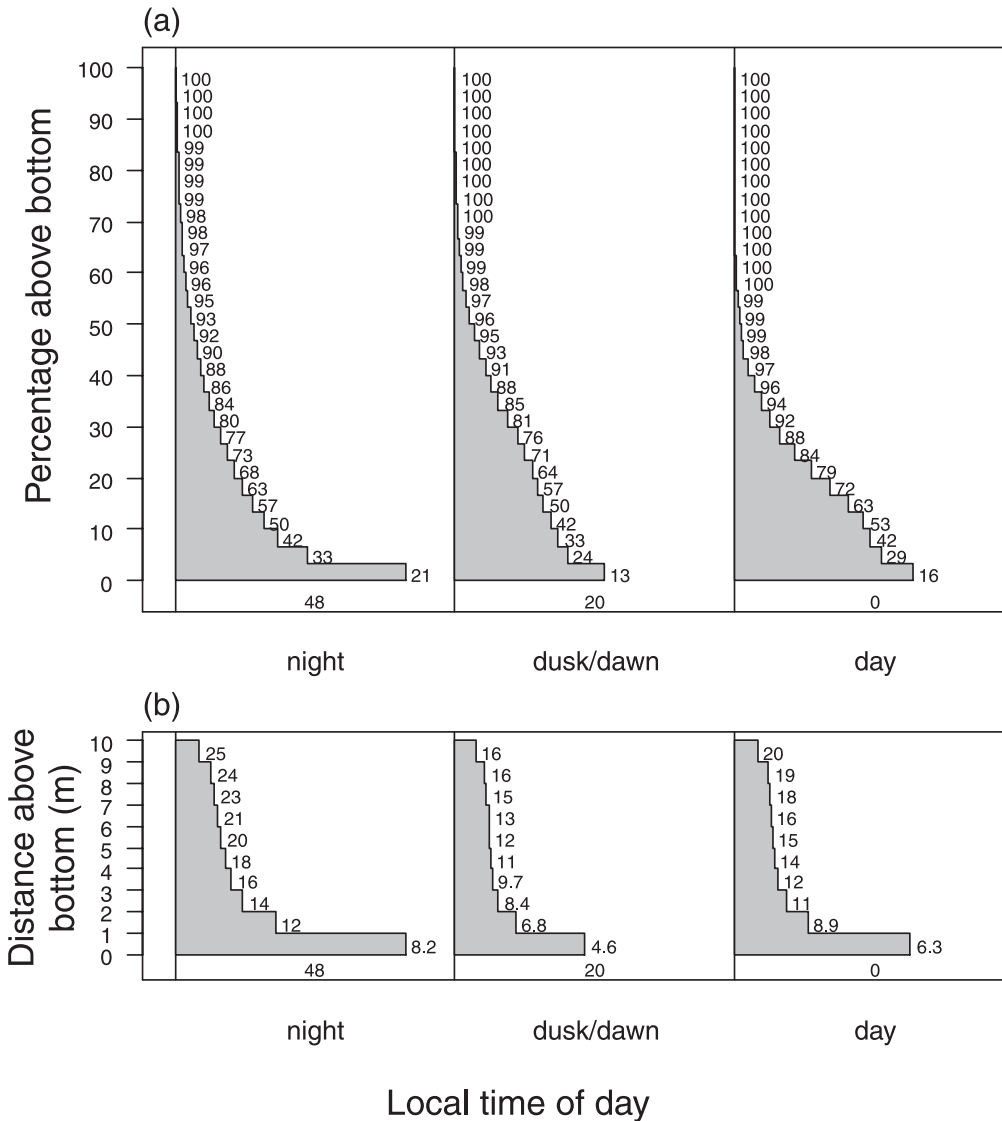 (a)
Percentage above bottom
100
90
80
70
60
50
40
30
20
10
0
100 100 100
100 100 100
100 100 100
100 100 100
99 100 100
99 100 100
99 100 100
99 100 100
98 100 100
98 99 100
97 99 100
96 99 100
96 98 100
95 97 99
93 96 99
92 95 99
90 93 98
88 91 97
86 88 96
84 85 94
80 81 92
77 76 88
73 71 84
68 64 79
63 57 72
57 50 63
50 42 53
42 33 42
33 24 29
21 13 16
48 20 0
night dusk/dawn day
(b)
Distance above
bottom (m)
10
9
8
7
6
5
4
3
2
1
0
25 16 20
24 16 19
23 15 18
21 13 16
20 12 15
18 11 14
16 9.7 12
14 8.4 11
12 6.8 8.9
8.2 4.6 6.3
48 20 0
night dusk/dawn day
Local time of day